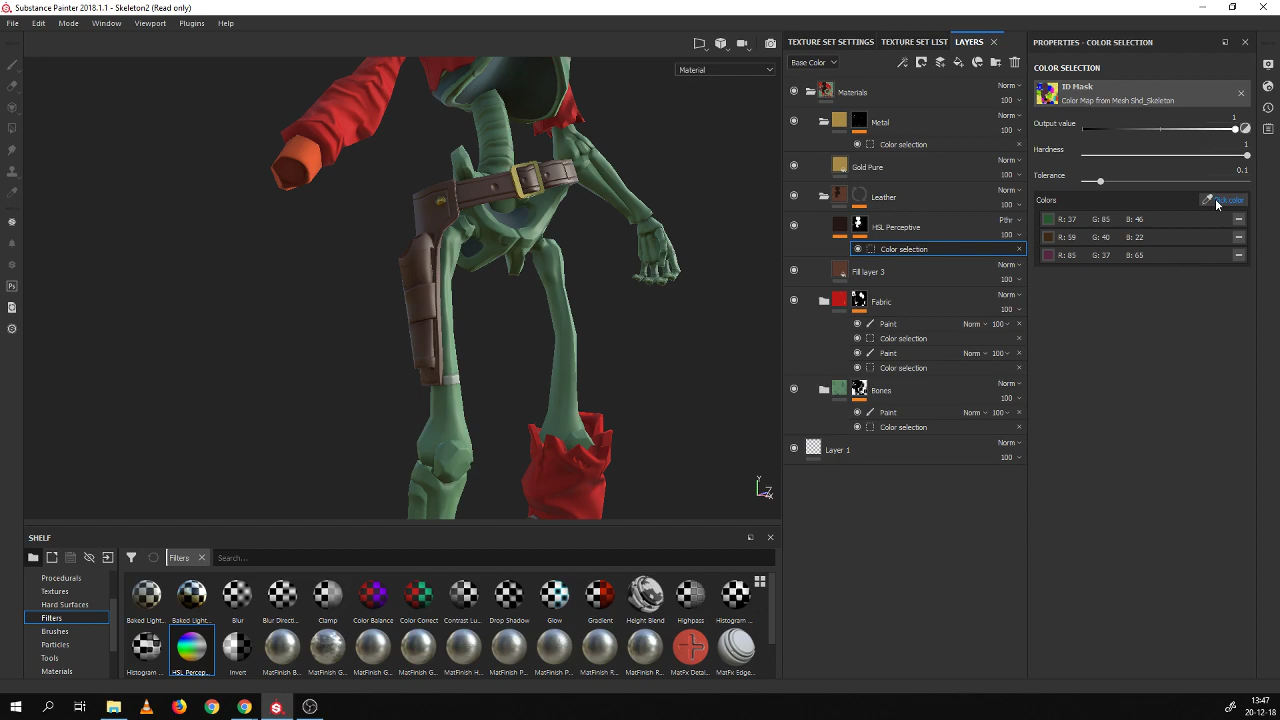 Substance Painter 2018.1.1 - Skeleton2 (Read only)
File Edit Mode Window Viewport Plugins Help
Material
TEXTURE SET SETTINGS TEXTURE SET LIST LAYERS
Base Color
Materials Norm 100
Metal Norm 100
Color selection
Gold Pure Norm 100
Leather Norm 100
HSL Perceptive Pthr 100
Color selection
Fill layer 3 Norm 100
Fabric Norm 100
Paint Norm 100
Color selection
Paint Norm 100
Color selection
Bones Norm 100
Paint Norm 100
Color selection
Layer 1 Norm 100
PROPERTIES - COLOR SELECTION
COLOR SELECTION
ID Mask
Color Map from Mesh Shd_Skeleton
Output value 1
Hardness 1
Tolerance 0.1
Colors color
R: 37 G: 85 B: 46
R: 59 G: 40 B: 22
R: 85 G: 37 B: 65
Ps
Y
Z
X
SHELF
Filters
Search...
Procedurals
Textures
Hard Surfaces
Filters
Brushes
Particles
Tools
Materials
Baked Light... Baked Light... Blur Blur Directi... Clamp Color Balance Color Correct Contrast Lu... Drop Shadow Glow Gradient Height Blend Highpass Histogram ...
Histogram ... HSL Percep... Invert MatFinish B... MatFinish G... MatFinish G... MatFinish G... MatFinish H... MatFinish P... MatFinish P... MatFinish R... MatFinish R... MatFx Detai... MatFx Edge...
13:47
20-12-18